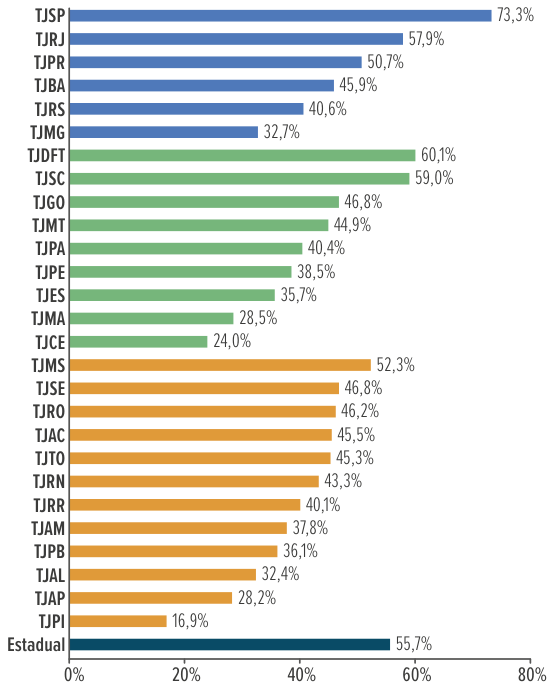 TJSP 73,3%
TJRJ 57,9%
TJPR 50,7%
TJBA 45,9%
TJRS 40,6%
TJMG 32,7%
TJDFT 60,1%
TJSC 59,0%
TJGO 46,8%
TJMT 44,9%
TJPA 40,4%
TJPE 38,5%
TJES 35,7%
TJMA 28,5%
TJCE 24,0%
TJMS 52,3%
TJSE 46,8%
TJRO 46,2%
TJAC 45,5%
TJTO 45,3%
TJRN 43,3%
TJRR 40,1%
TJAM 37,8%
TJPB 36,1%
TJAL 32,4%
TJAP 28,2%
TJPI 16,9%
Estadual 55,7%
0% 20% 40% 60% 80%